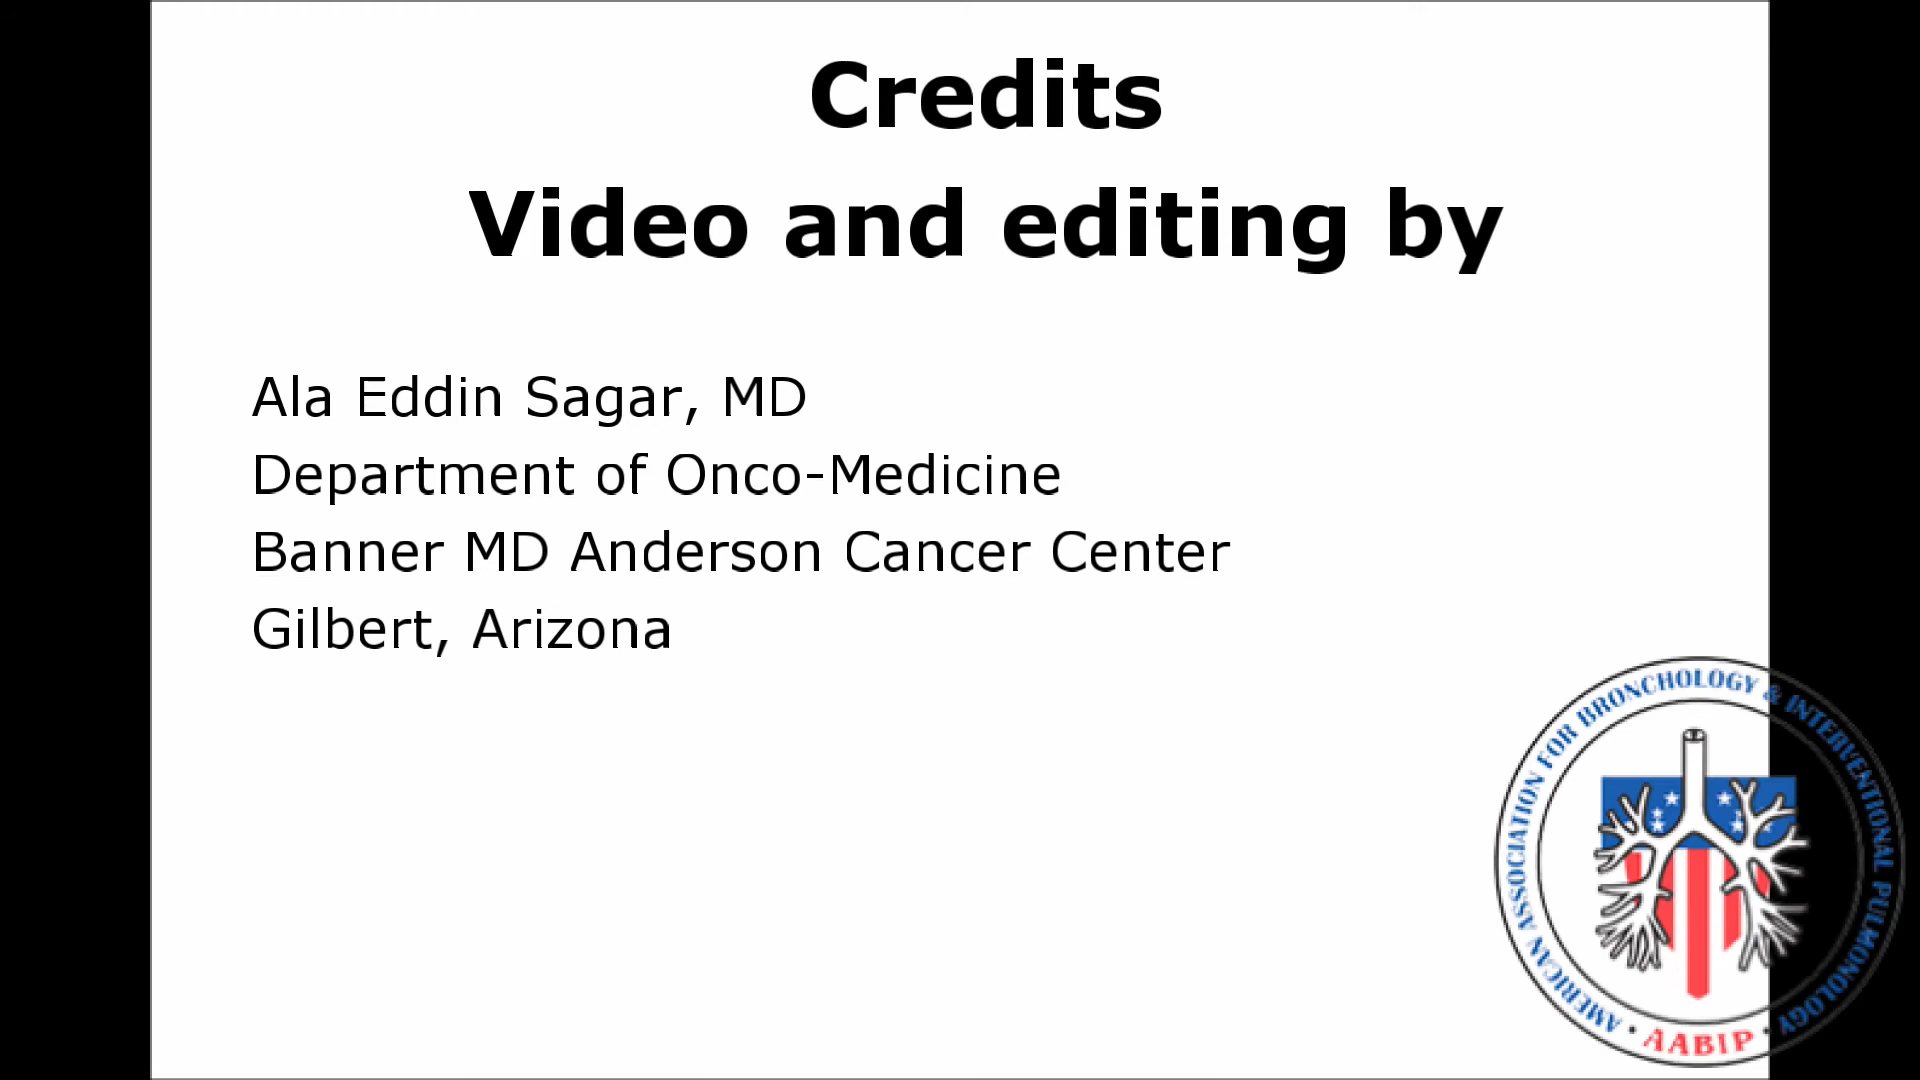 Credits
Video and editing by
Ala Eddin Sagar, MD
Department of Onco-Medicine
Banner MD Anderson Cancer Center
Gilbert, Arizona
AMERICAN ASSOCIATION FOR BRONCHOLOGY & INTERVENTIONAL PULMONOLOGY
• AABIP •